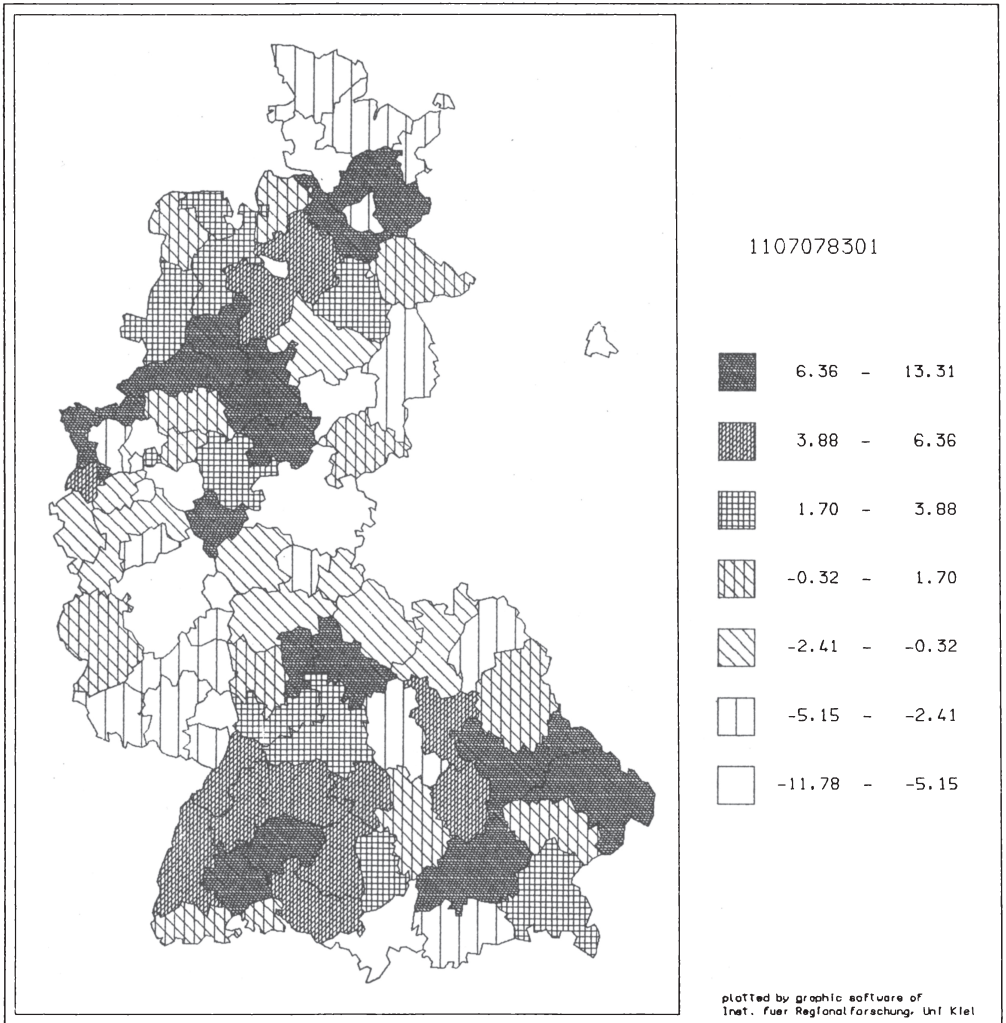 1107078301
6.36 - 13.31
3.88 - 6.36
1.70 - 3.88
-0.32 - 1.70
-2.41 - -0.32
-5.15 - -2.41
-11.78 - -5.15
plotted by graphic software of
Inst. fuer Regionalforschung, Uni Kiel